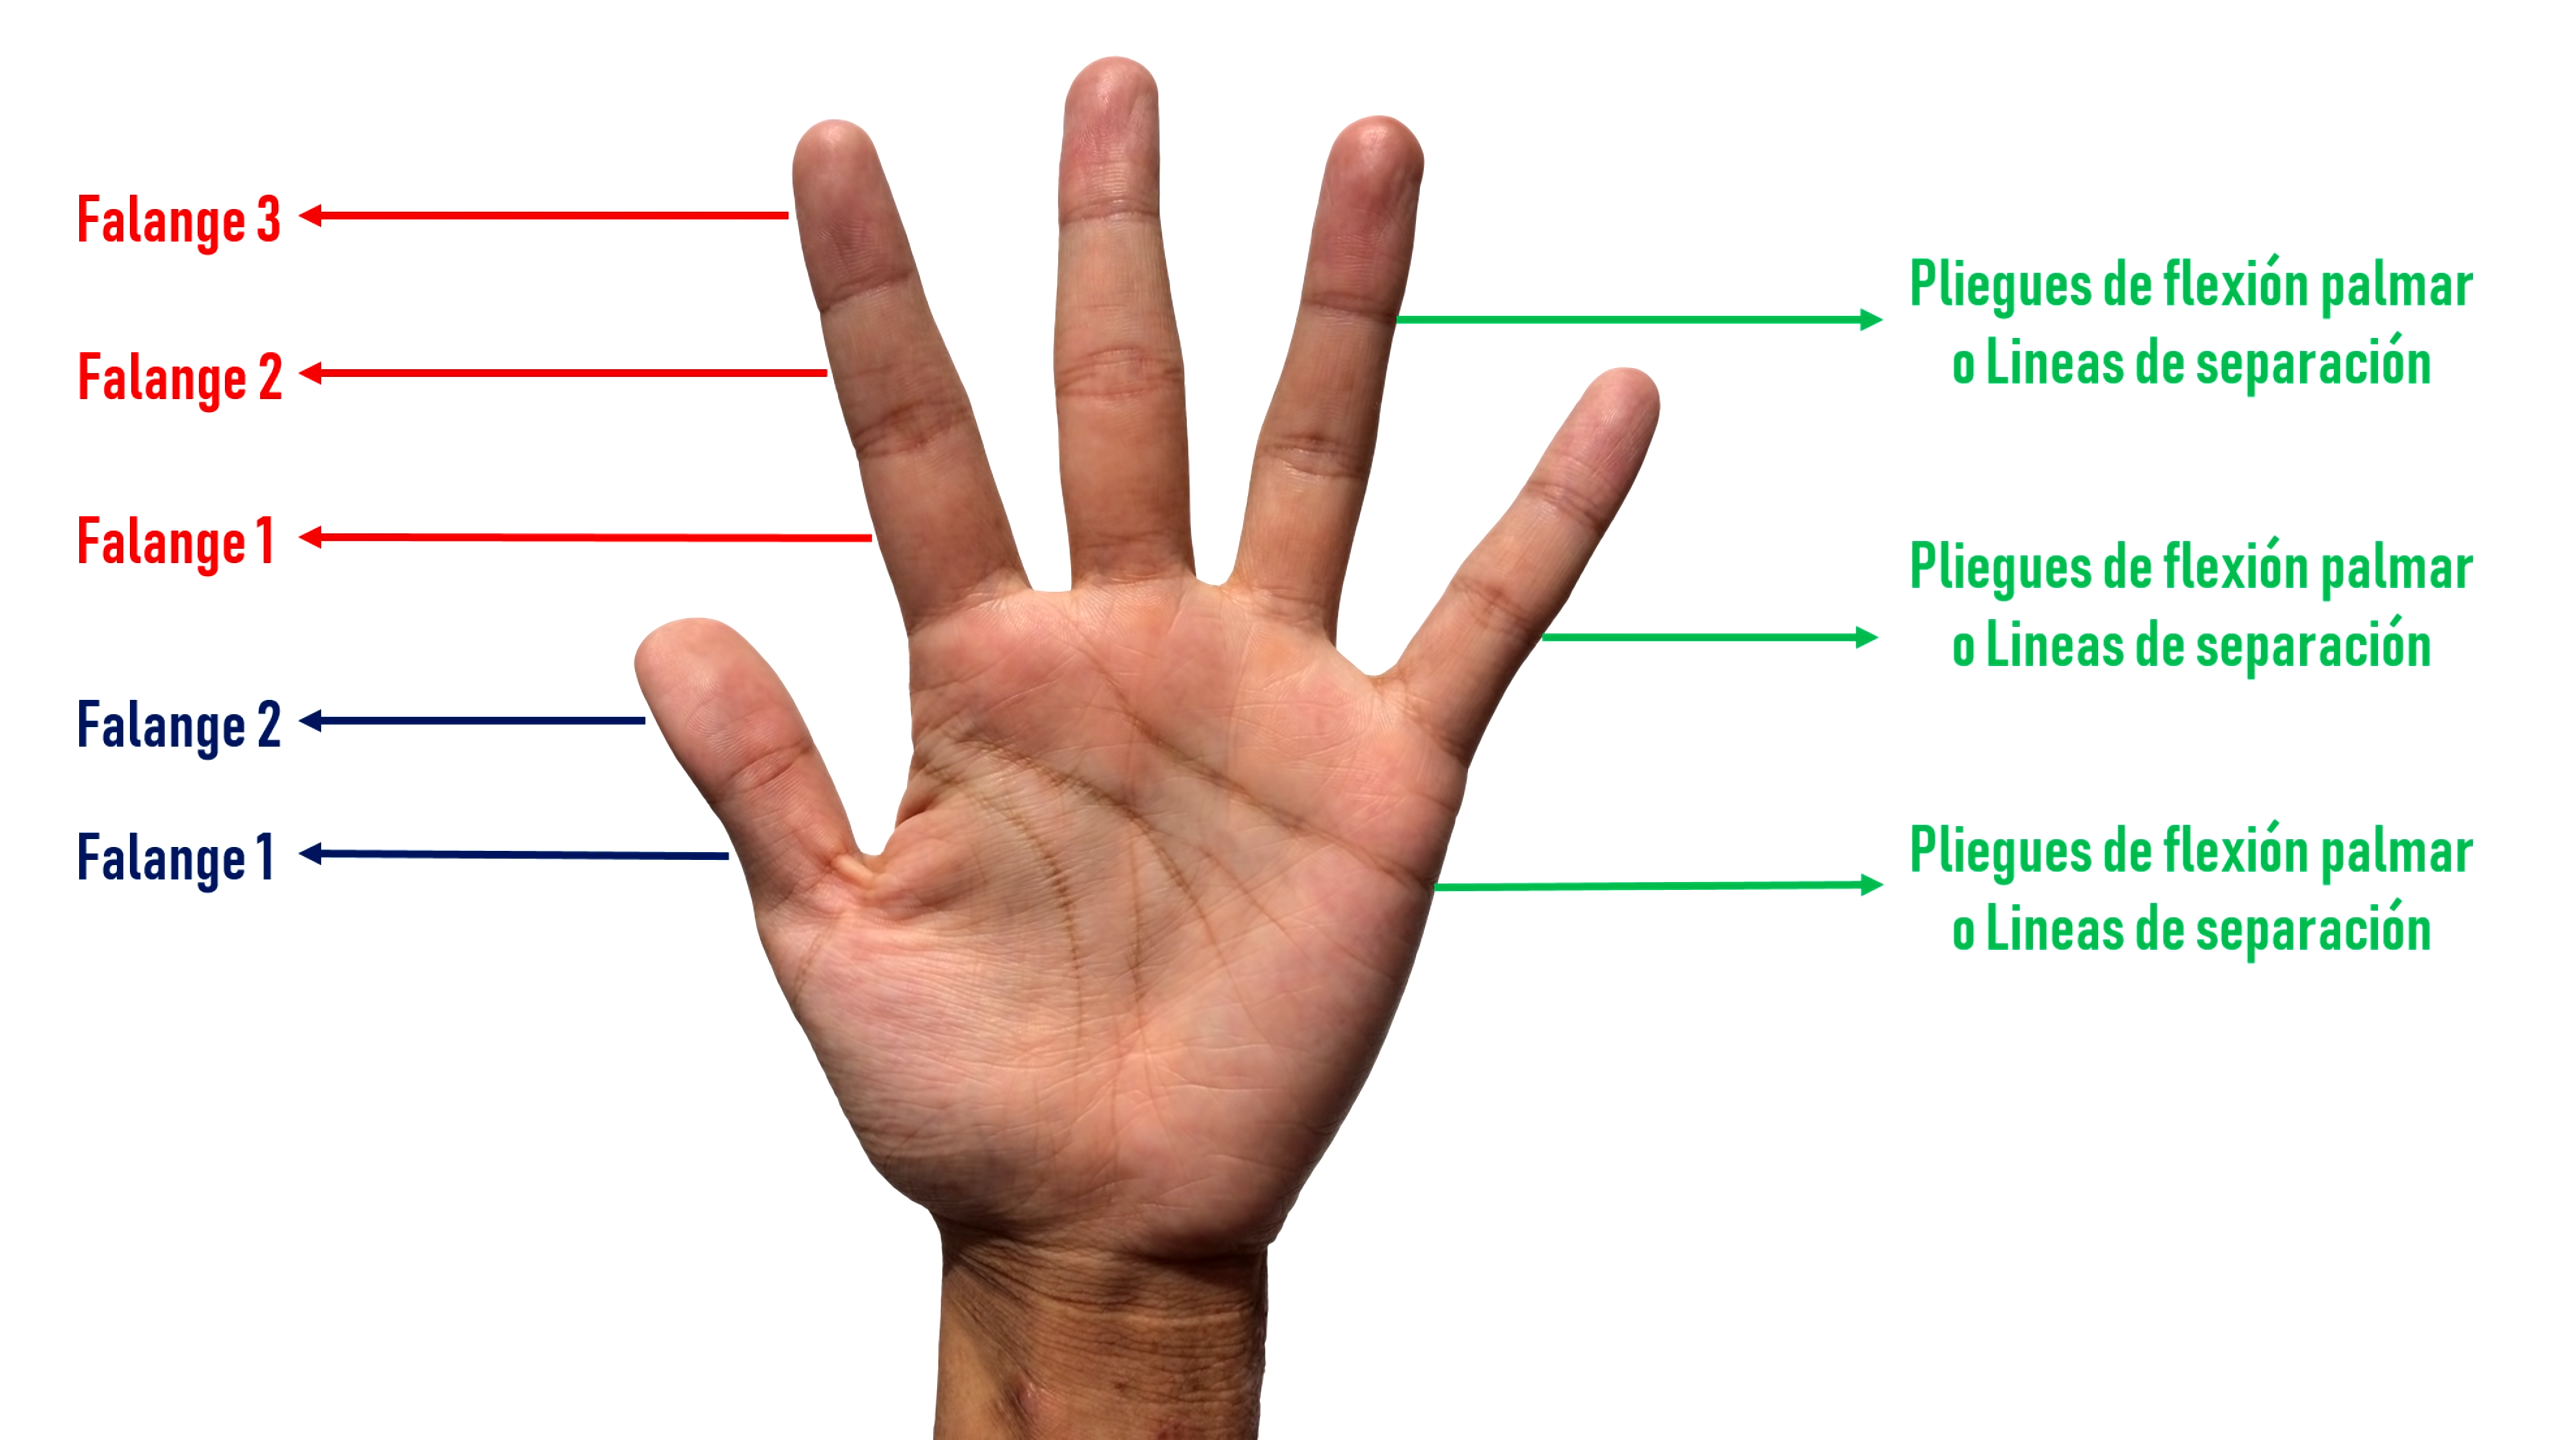 Falange 3
Falange 2
Falange 1
Falange 2
Falange 1
Pliegues de flexión palmar
o Lineas de separación
Pliegues de flexión palmar
o Lineas de separación
Pliegues de flexión palmar
o Lineas de separación